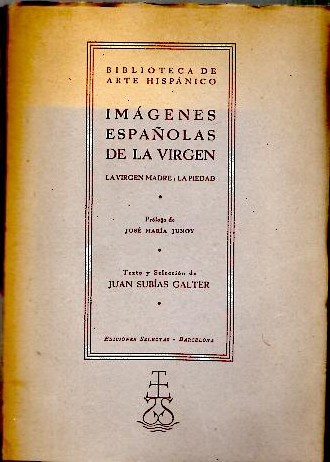 BIBLIOTECA DE
ARTE HISPÁNICO
IMÁGENES
ESPAÑOLAS
DE LA VIRGEN
LA VIRGEN MADRE : LA PIEDAD
Prólogo de
JOSÉ MARÍA JUNOY
Texto y Selección de
JUAN SUBÍAS GALTER
EDICIONES SELECTAS - BARCELONA